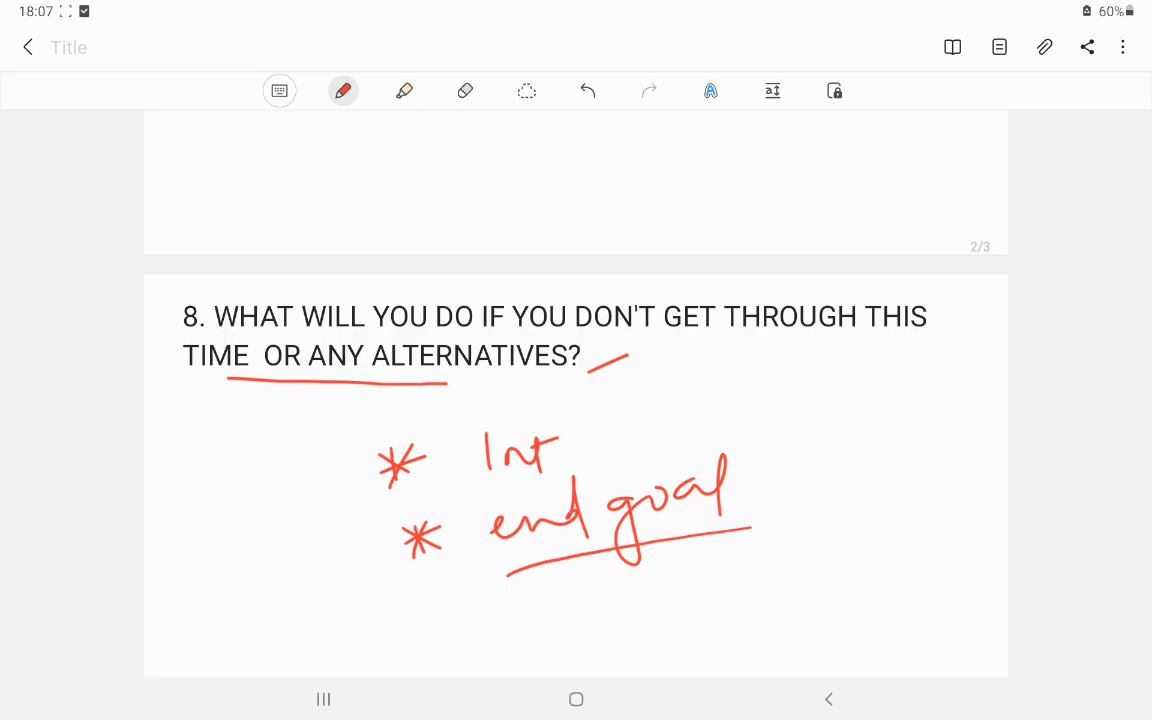 18:07 60%
Title
2/3
8. WHAT WILL YOU DO IF YOU DON'T GET THROUGH THIS
TIME OR ANY ALTERNATIVES?
* Int
* end goal